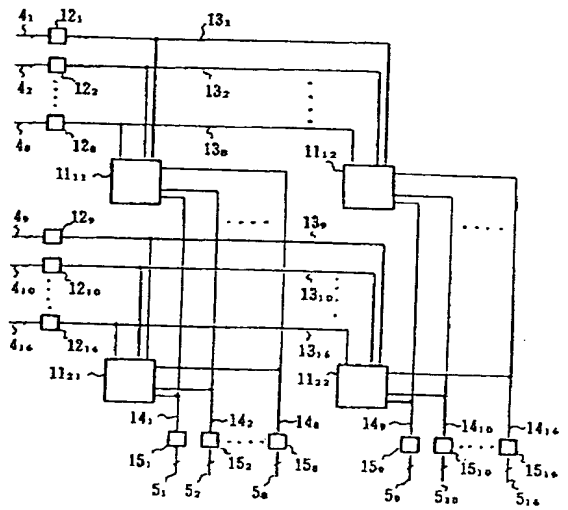 4₁ 12₁ 13₁
4₂ 12₂ 13₂
4₈ 12₈ 13₈
11₁₁ 11₁₂
4₉ 12₉ 13₉
4₁₀ 12₁₀ 13₁₀
4₁₆ 12₁₆ 13₁₆
11₂₁ 11₂₂
14₁ 14₂ 14₈ 14₉ 14₁₀ 14₁₆
15₁ 15₂ 15₈ 15₉ 15₁₀ 15₁₆
5₁ 5₂ 5₈ 5₉ 5₁₀ 5₁₆